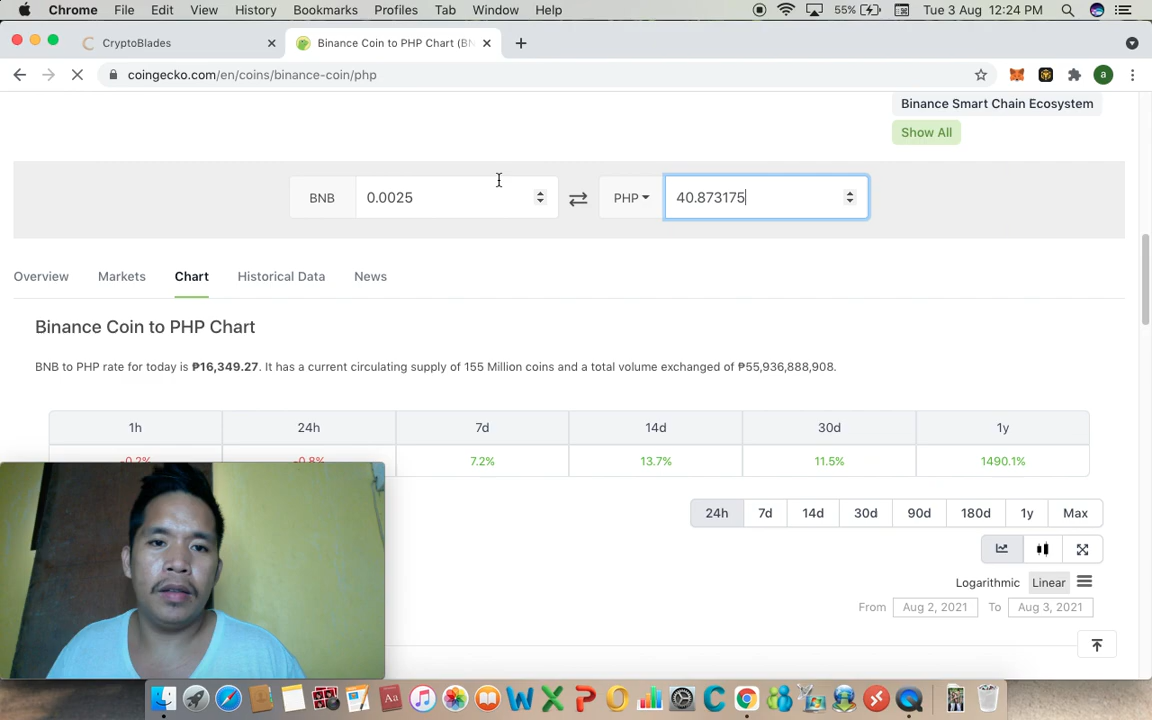 Chrome File Edit View History Bookmarks Profiles Tab Window Help 55% Tue 3 Aug 12:24 PM
CryptoBlades Binance Coin to PHP Chart (BN
coingecko.com/en/coins/binance-coin/php a
Binance Smart Chain Ecosystem
Show All
BNB 0.0025 PHP 40.873175
Overview Markets Chart Historical Data News
Binance Coin to PHP Chart
BNB to PHP rate for today is ₱16,349.27. It has a current circulating supply of 155 Million coins and a total volume exchanged of ₱55,936,888,908.
1h 24h 7d 14d 30d 1y
-0.2% -0.8% 7.2% 13.7% 11.5% 1490.1%
24h 7d 14d 30d 90d 180d 1y Max
Logarithmic Linear
From Aug 2, 2021 To Aug 3, 2021